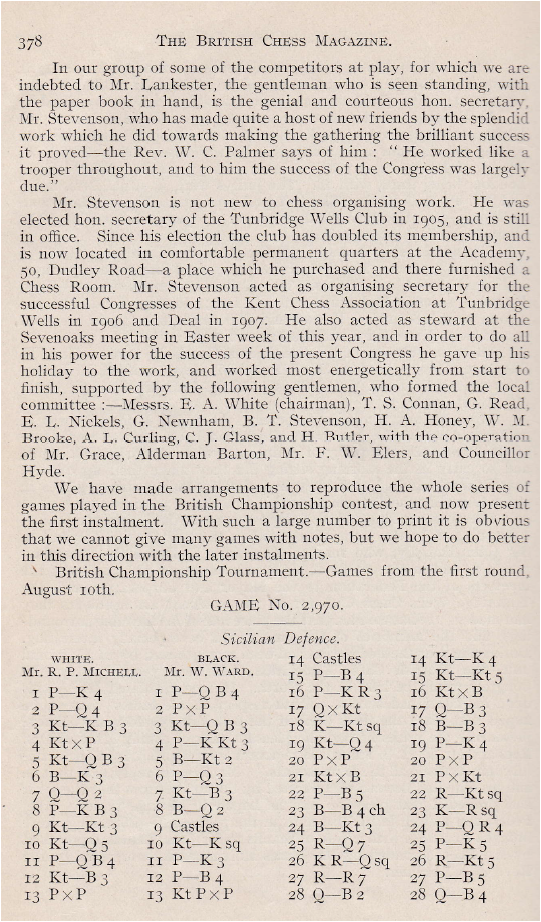 378 THE BRITISH CHESS MAGAZINE.
In our group of some of the competitors at play, for which we are
indebted to Mr. Lankester, the gentleman who is seen standing, with
the paper book in hand, is the genial and courteous hon. secretary,
Mr. Stevenson, who has made quite a host of new friends by the splendid
work which he did towards making the gathering the brilliant success
it proved—the Rev. W. C. Palmer says of him : " He worked like a
trooper throughout, and to him the success of the Congress was largely
due."
Mr. Stevenson is not new to chess organising work. He was
elected hon. secretary of the Tunbridge Wells Club in 1905, and is still
in office. Since his election the club has doubled its membership, and
is now located in comfortable permanent quarters at the Academy,
50, Dudley Road—a place which he purchased and there furnished a
Chess Room. Mr. Stevenson acted as organising secretary for the
successful Congresses of the Kent Chess Association at Tunbridge
Wells in 1906 and Deal in 1907. He also acted as steward at the
Sevenoaks meeting in Easter week of this year, and in order to do all
in his power for the success of the present Congress he gave up his
holiday to the work, and worked most energetically from start to
finish, supported by the following gentlemen, who formed the local
committee :—Messrs. E. A. White (chairman), T. S. Connan, G. Read,
E. L. Nickels, G. Newnham, B. T. Stevenson, H. A. Honey, W. M.
Brooke, A. L. Curling, C. J. Glass, and H. Butler, with the co-operation
of Mr. Grace, Alderman Barton, Mr. F. W. Elers, and Councillor
Hyde.
We have made arrangements to reproduce the whole series of
games played in the British Championship contest, and now present
the first instalment. With such a large number to print it is obvious
that we cannot give many games with notes, but we hope to do better
in this direction with the later instalments.
British Championship Tournament.—Games from the first round,
August 10th.
GAME No. 2,970.
Sicilian Defence.
WHITE. BLACK.
Mr. R. P. MICHELL. Mr. W. WARD.
1 P—K 4 1 P—Q B 4
2 P—Q 4 2 P×P
3 Kt—K B 3 3 Kt—Q B 3
4 Kt×P 4 P—K Kt 3
5 Kt—Q B 3 5 B—Kt 2
6 B—K 3 6 P—Q 3
7 Q—Q 2 7 Kt—B 3
8 P—K B 3 8 B—Q 2
9 Kt—Kt 3 9 Castles
10 Kt—Q 5 10 Kt—K sq
11 P—Q B 4 11 P—K 3
12 Kt—B 3 12 P—B 4
13 P×P 13 Kt P×P
14 Castles 14 Kt—K 4
15 P—B 4 15 Kt—Kt 5
16 P—K R 3 16 Kt×B
17 Q×Kt 17 Q—B 3
18 K—Kt sq 18 B—B 3
19 Kt—Q 4 19 P—K 4
20 P×P 20 P×P
21 Kt×B 21 P×Kt
22 P—B 5 22 R—Kt sq
23 B—B 4 ch 23 K—R sq
24 B—Kt 3 24 P—Q R 4
25 R—Q 7 25 P—K 5
26 K R—Q sq 26 R—Kt 5
27 R—R 7 27 P—B 5
28 Q—B 2 28 Q—B 4